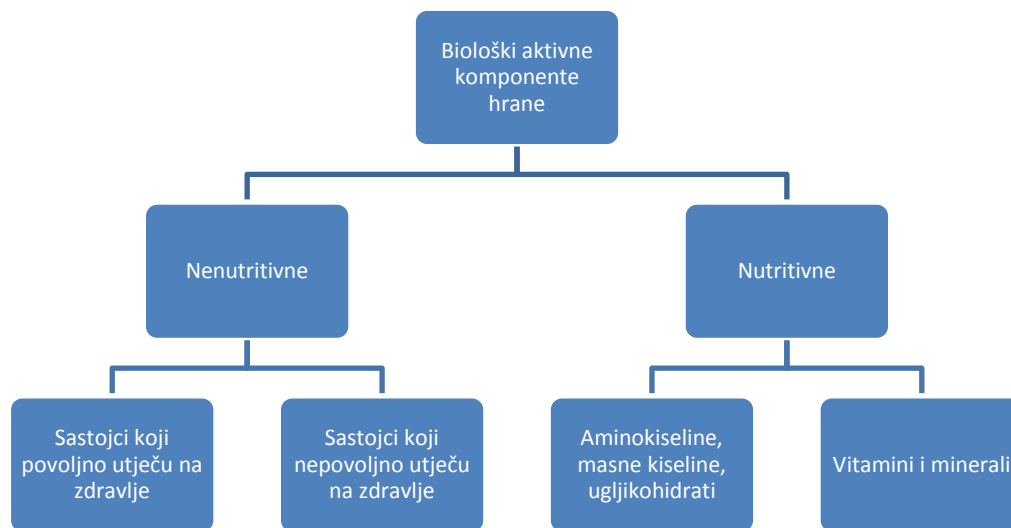 Biološki aktivne
komponente
hrane
Nenutritivne
Nutritivne
Sastojci koji
povoljno utječu na
zdravlje
Sastojci koji
nepovoljno utječu
na zdravlje
Aminokiseline,
masne kiseline,
ugljikohidrati
Vitamini i minerali